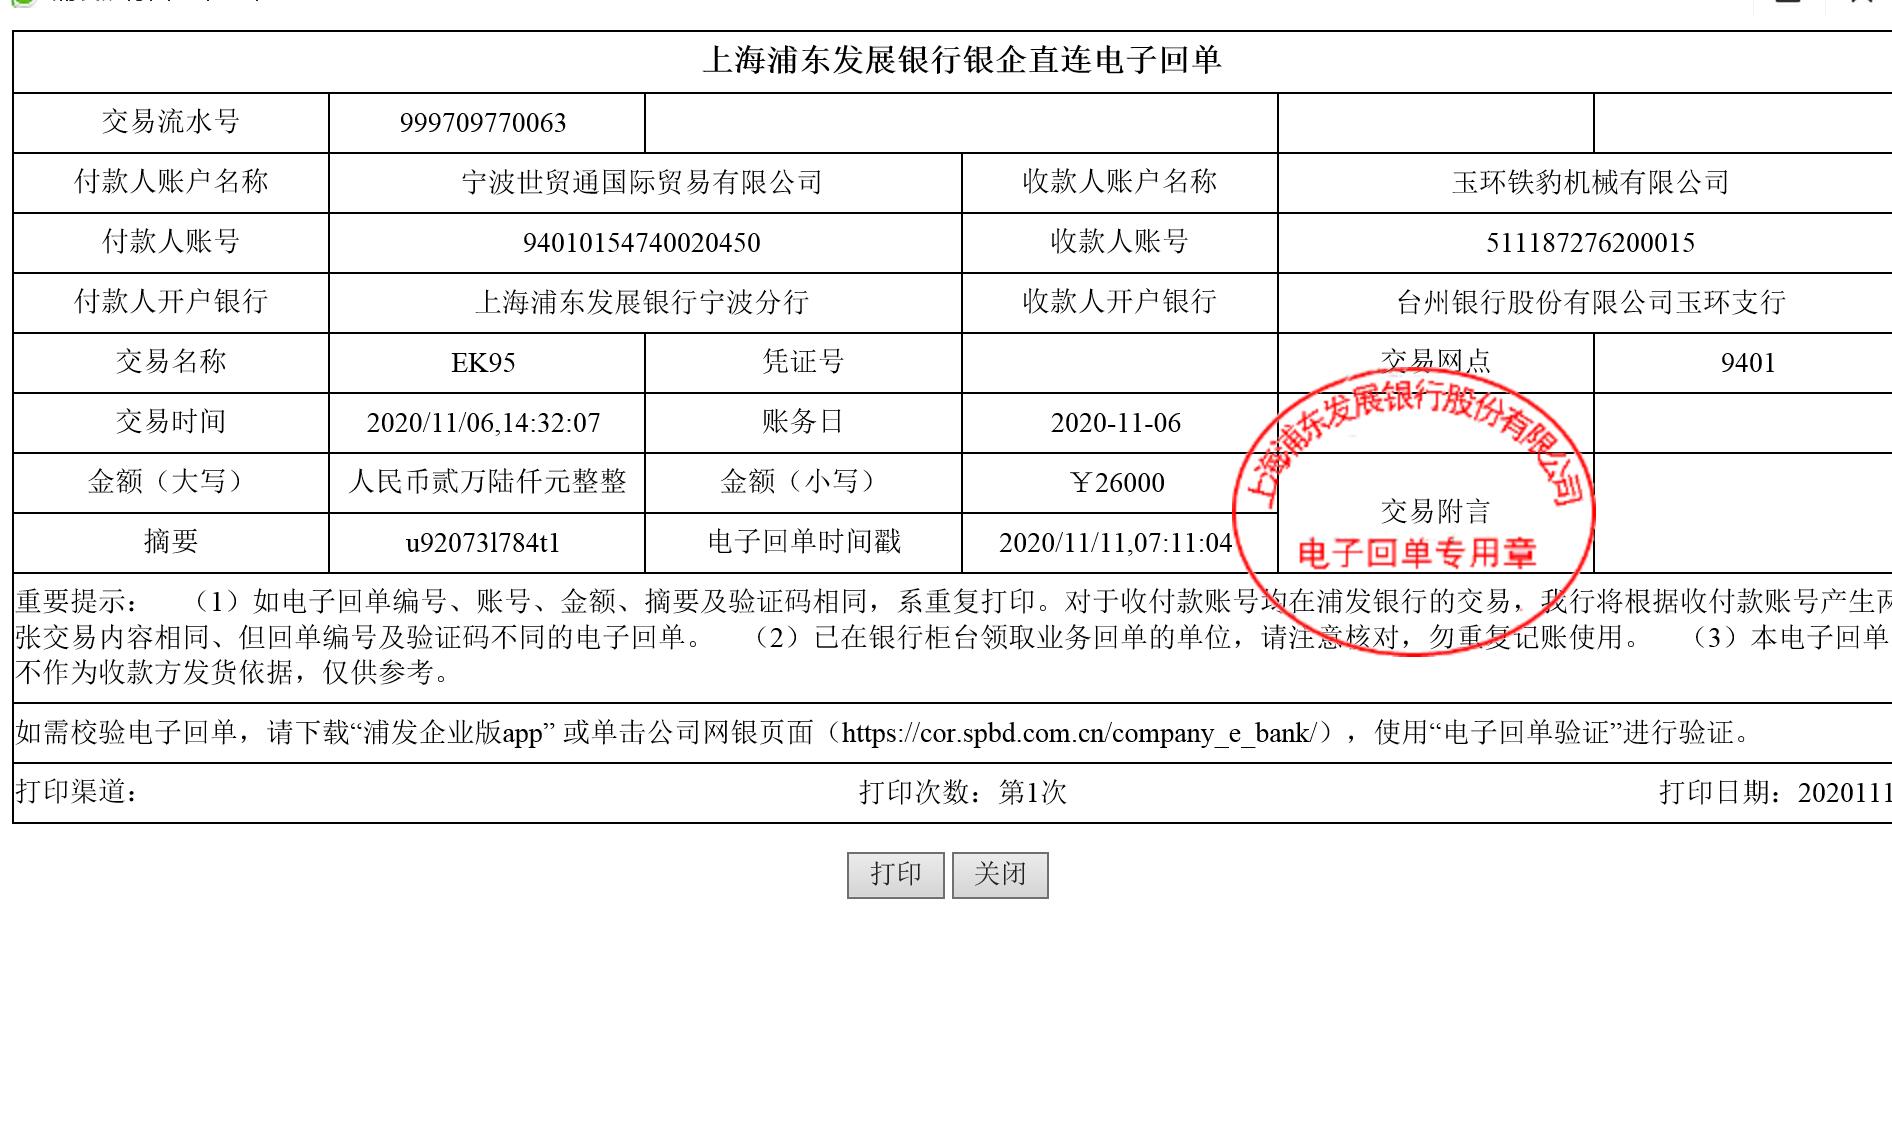 上海浦东发展银行银企直连电子回单
交易流水号 999709770063
付款人账户名称 宁波世贸通国际贸易有限公司 收款人账户名称 玉环铁豹机械有限公司
付款人账号 94010154740020450 收款人账号 511187276200015
付款人开户银行 上海浦东发展银行宁波分行 收款人开户银行 台州银行股份有限公司玉环支行
交易名称 EK95 凭证号 交易网点 9401
交易时间 2020/11/06,14:32:07 账务日 2020-11-06
金额（大写） 人民币贰万陆仟元整整 金额（小写） ￥26000
交易附言
摘要 u92073l784t1 电子回单时间戳 2020/11/11,07:11:04
上海浦东发展银行股份有限公司
电子回单专用章
重要提示： （1）如电子回单编号、账号、金额、摘要及验证码相同，系重复打印。对于收付款账号均在浦发银行的交易，我行将根据收付款账号产生两
张交易内容相同、但回单编号及验证码不同的电子回单。 （2）已在银行柜台领取业务回单的单位，请注意核对，勿重复记账使用。 （3）本电子回单
不作为收款方发货依据，仅供参考。
如需校验电子回单，请下载“浦发企业版app” 或单击公司网银页面（https://cor.spbd.com.cn/company_e_bank/），使用“电子回单验证”进行验证。
打印渠道： 打印次数：第1次 打印日期：2020111
打印 关闭